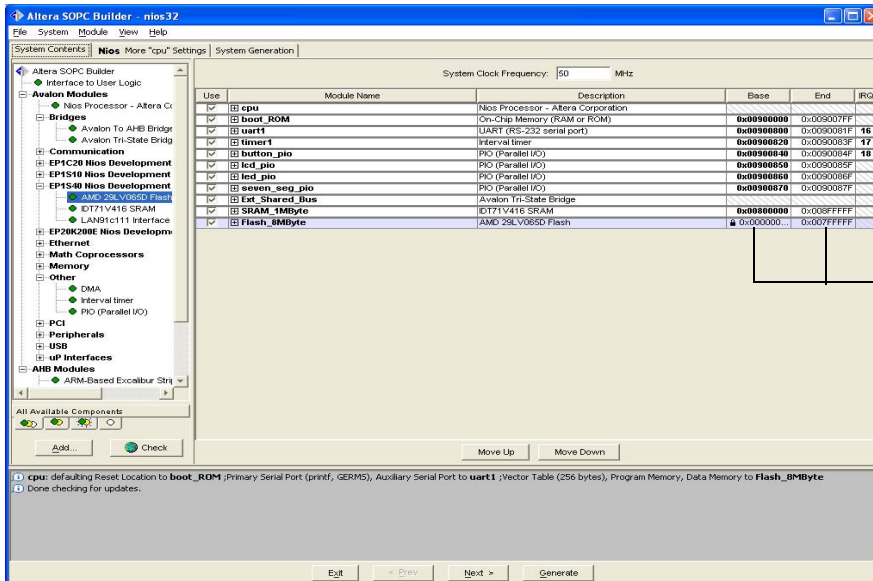 Altera SOPC Builder - nios32
File System Module View Help
System Contents Nios More "cpu" Settings System Generation
Altera SOPC Builder
Interface to User Logic
Avalon Modules
Nios Processor - Altera Co
Bridges
Avalon To AHB Bridge
Avalon Tri-State Bridg
Communication
EP1C20 Nios Development
EP1S10 Nios Development
EP1S40 Nios Development
AMD 29LV065D Flash
IDT71V416 SRAM
LAN91c111 Interface
EP20K200E Nios Developme
Ethernet
Math Coprocessors
Memory
Other
DMA
Interval timer
PIO (Parallel I/O)
PCI
Peripherals
USB
uP Interfaces
AHB Modules
ARM-Based Excalibur Strip
All Available Components
Add... Check
System Clock Frequency: 50 MHz
Use Module Name Description Base End IRQ
cpu Nios Processor - Altera Corporation
boot_ROM On-Chip Memory (RAM or ROM) 0x00900000 0x009007FF
uart1 UART (RS-232 serial port) 0x00900800 0x0090081F 16
timer1 Interval timer 0x00900820 0x0090083F 17
button_pio PIO (Parallel I/O) 0x00900840 0x0090084F 18
lcd_pio PIO (Parallel I/O) 0x00900850 0x0090085F
led_pio PIO (Parallel I/O) 0x00900860 0x0090086F
seven_seg_pio PIO (Parallel I/O) 0x00900870 0x0090087F
Ext_Shared_Bus Avalon Tri-State Bridge
SRAM_1MByte IDT71V416 SRAM 0x00800000 0x008FFFFF
Flash_8MByte AMD 29LV065D Flash 0x000000... 0x007FFFFF
Move Up Move Down
cpu: defaulting Reset Location to boot_ROM ;Primary Serial Port (printf, GERMS), Auxiliary Serial Port to uart1 ;Vector Table (256 bytes), Program Memory, Data Memory to Flash_8MByte
Done checking for updates.
Exit < Prev Next > Generate